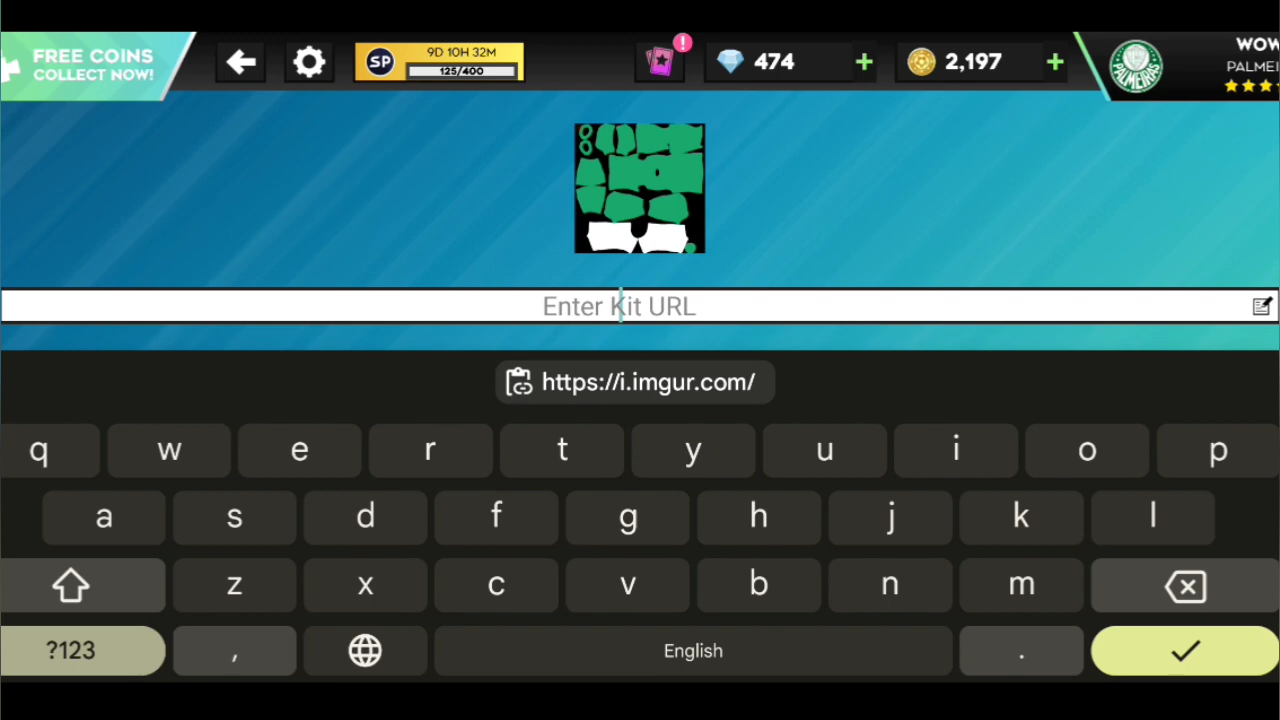 FREE COINS
COLLECT NOW!
SP
9D 10H 32M
125/400
!
474
+
2,197
+
PALMEIRAS
WOW
PALMEI
Enter Kit URL
https://i.imgur.com/
q w e r t y u i o p
a s d f g h j k l
z x c v b n m
?123 , English .